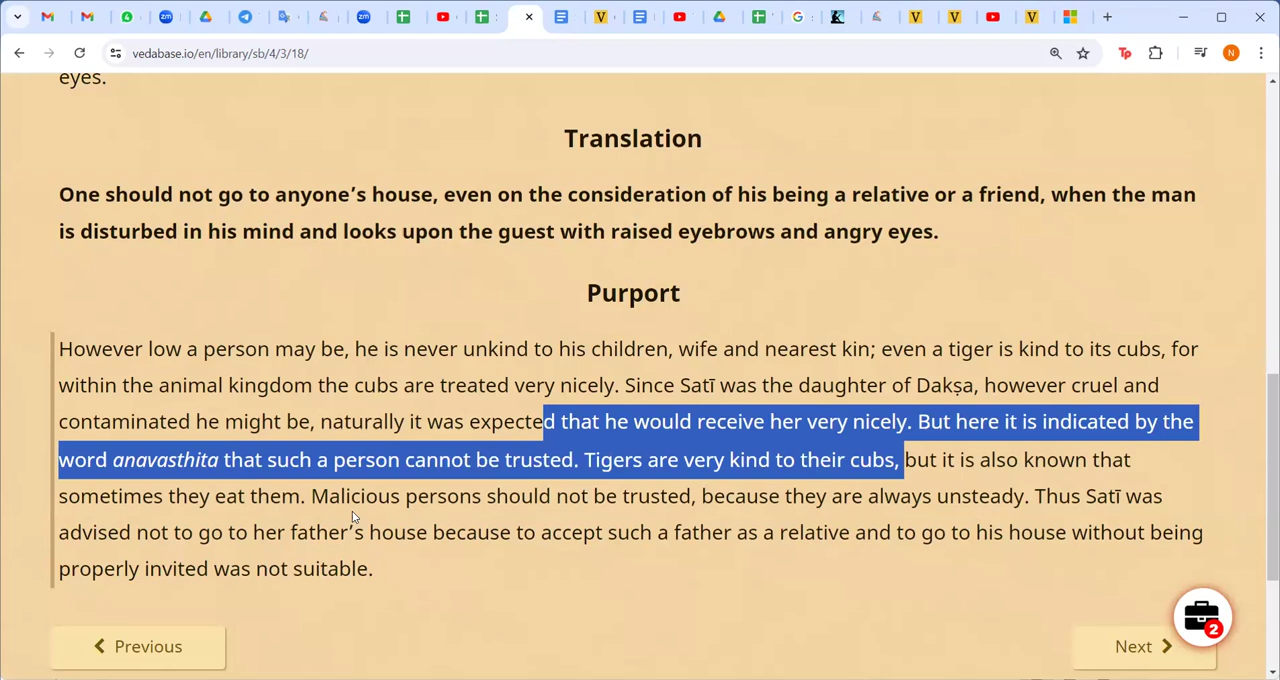 vedabase.io/en/library/sb/4/3/18/
eyes.
Translation
One should not go to anyone’s house, even on the consideration of his being a relative or a friend, when the man
is disturbed in his mind and looks upon the guest with raised eyebrows and angry eyes.
Purport
However low a person may be, he is never unkind to his children, wife and nearest kin; even a tiger is kind to its cubs, for
within the animal kingdom the cubs are treated very nicely. Since Satī was the daughter of Dakṣa, however cruel and
contaminated he might be, naturally it was expected that he would receive her very nicely. But here it is indicated by the
word anavasthita that such a person cannot be trusted. Tigers are very kind to their cubs, but it is also known that
sometimes they eat them. Malicious persons should not be trusted, because they are always unsteady. Thus Satī was
advised not to go to her father’s house because to accept such a father as a relative and to go to his house without being
properly invited was not suitable.
2
Previous
Next